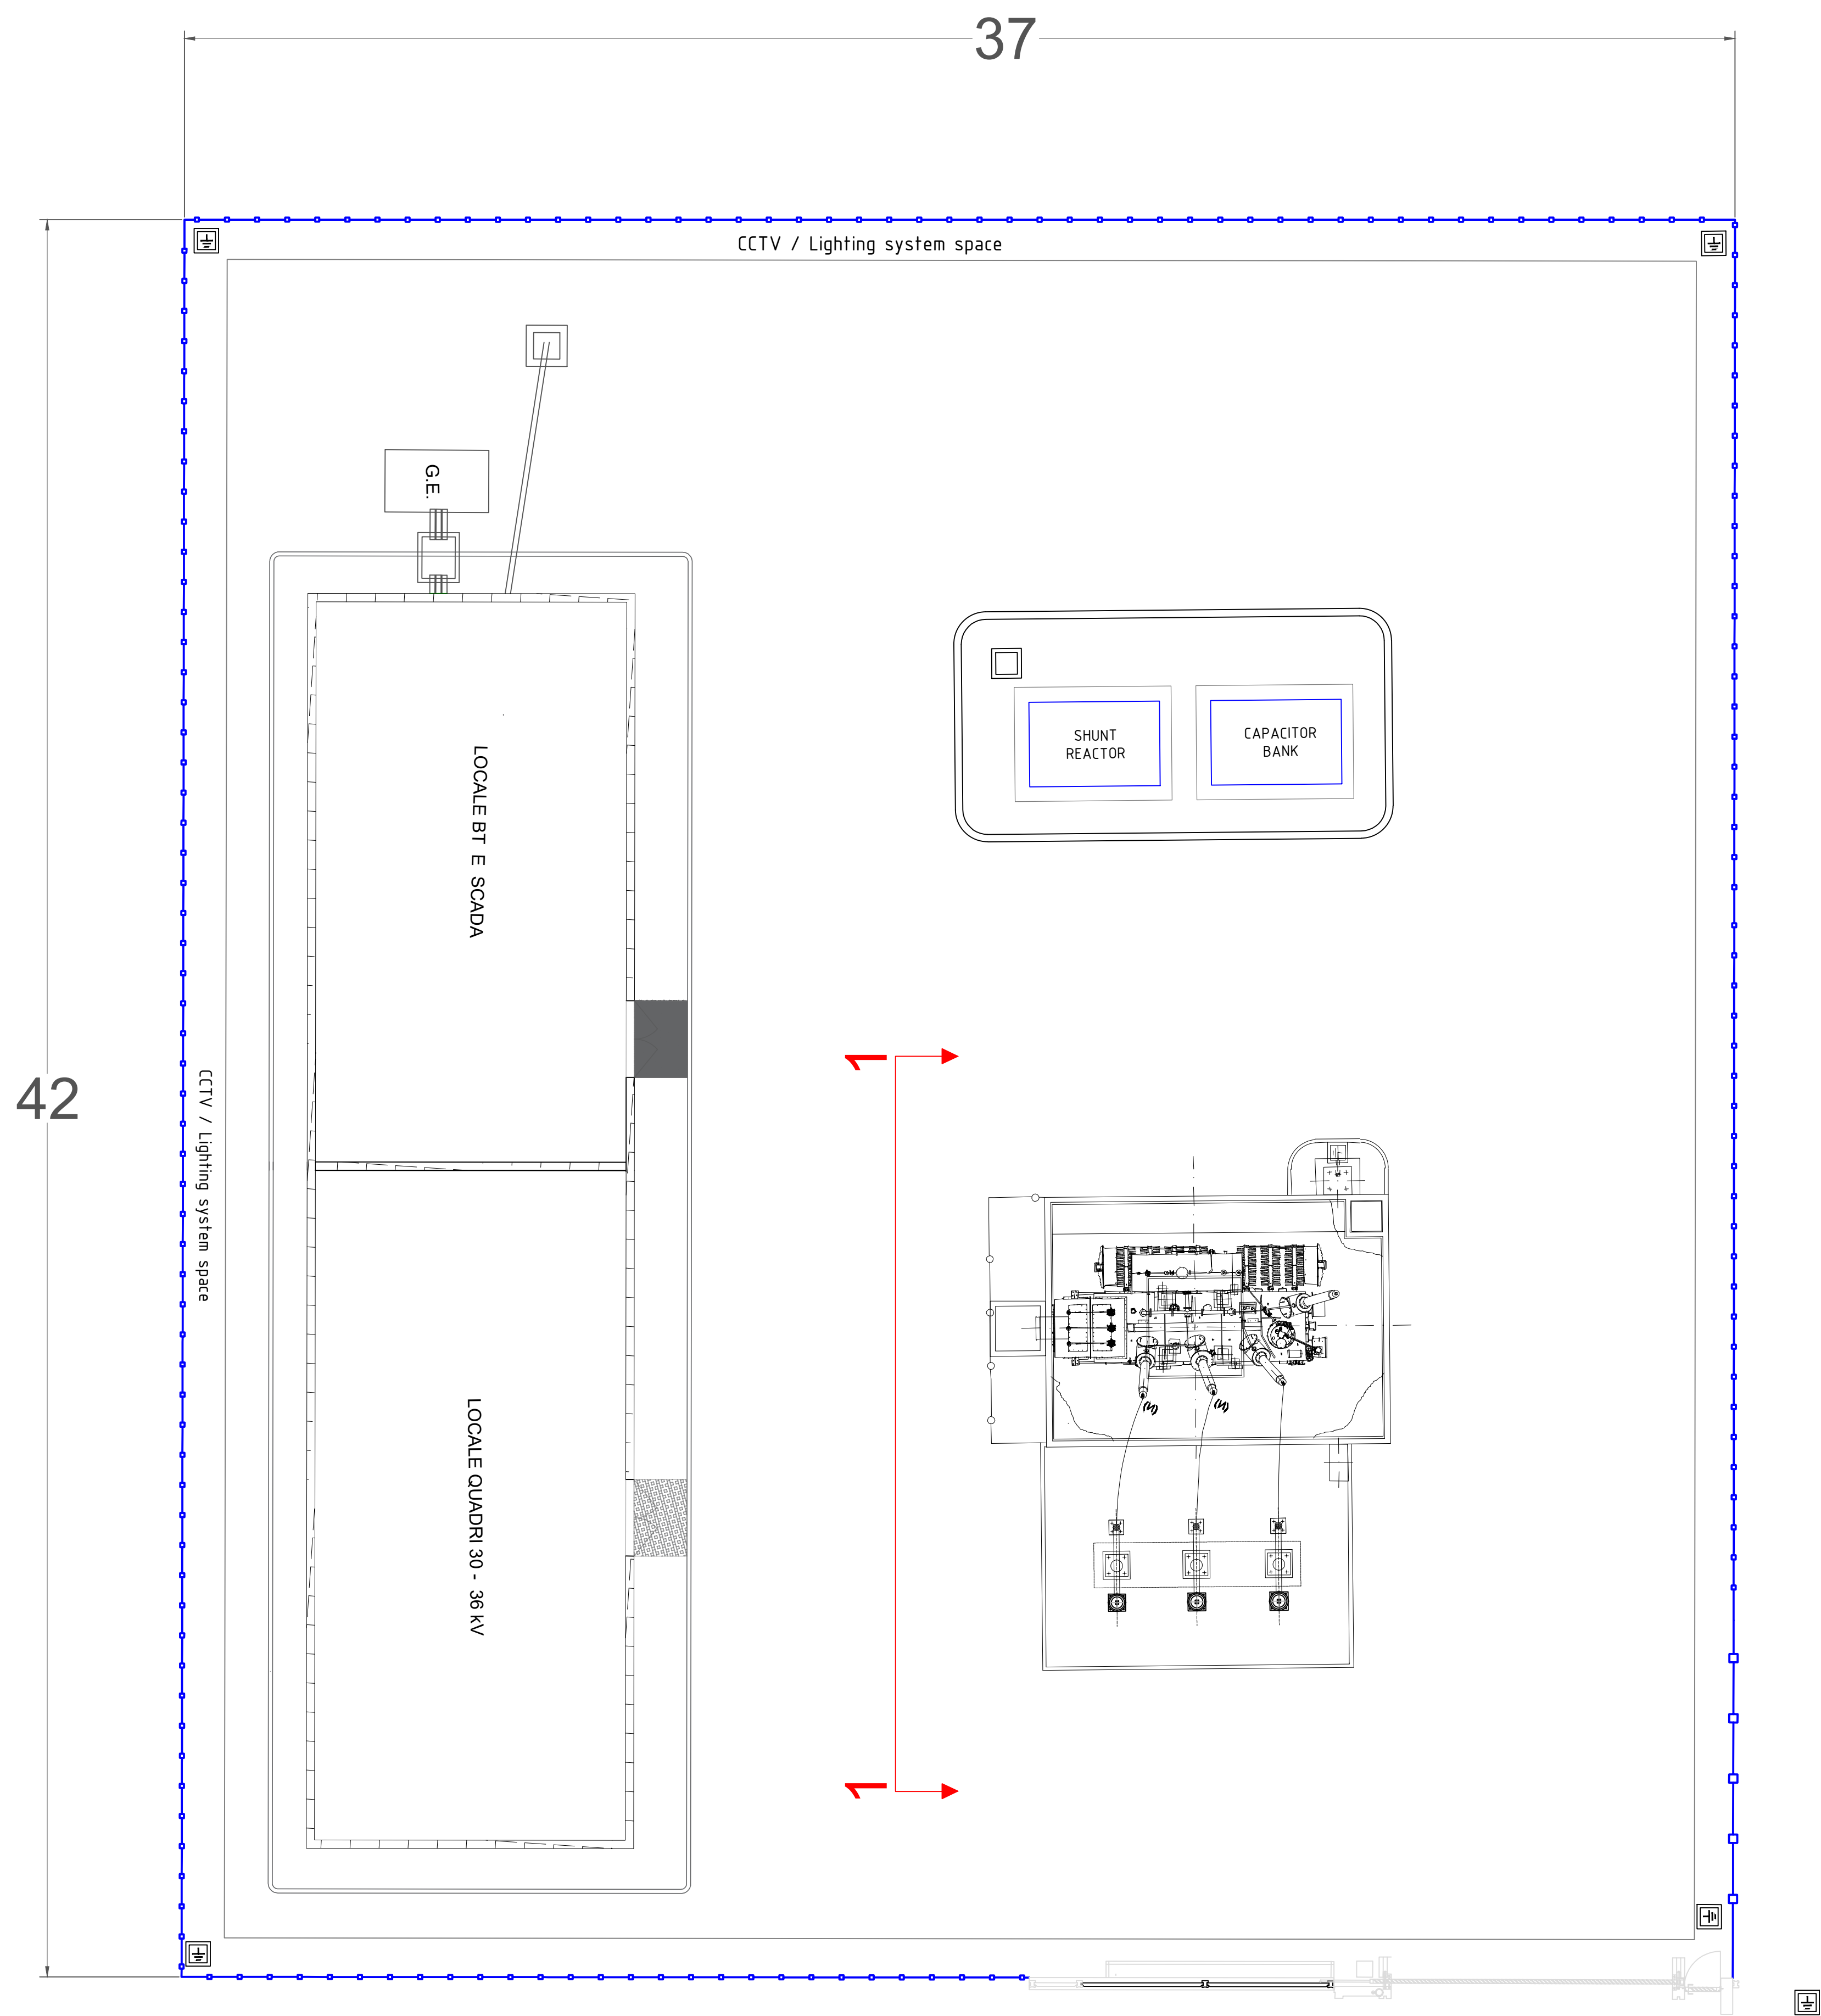 37
CCTV / Lighting system space
G.E.
SHUNT
REACTOR
CAPACITOR
BANK
LOCALE BT E SCADA
42
CCTV / Lighting system space
1
LOCALE QUADRI 30 - 36 kV
1